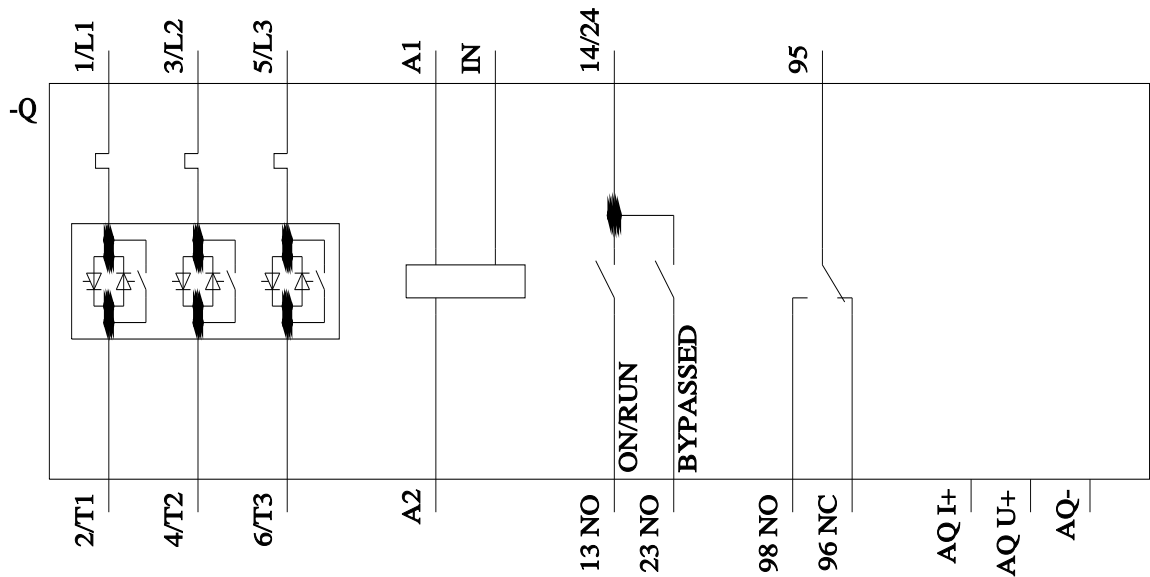 1/L1
3/L2
5/L3
A1
IN
14/24
95
-Q
ON/RUN
BYPASSED
2/T1
4/T2
6/T3
A2
13 NO
23 NO
98 NO
96 NC
AQ I+
AQ U+
AQ-